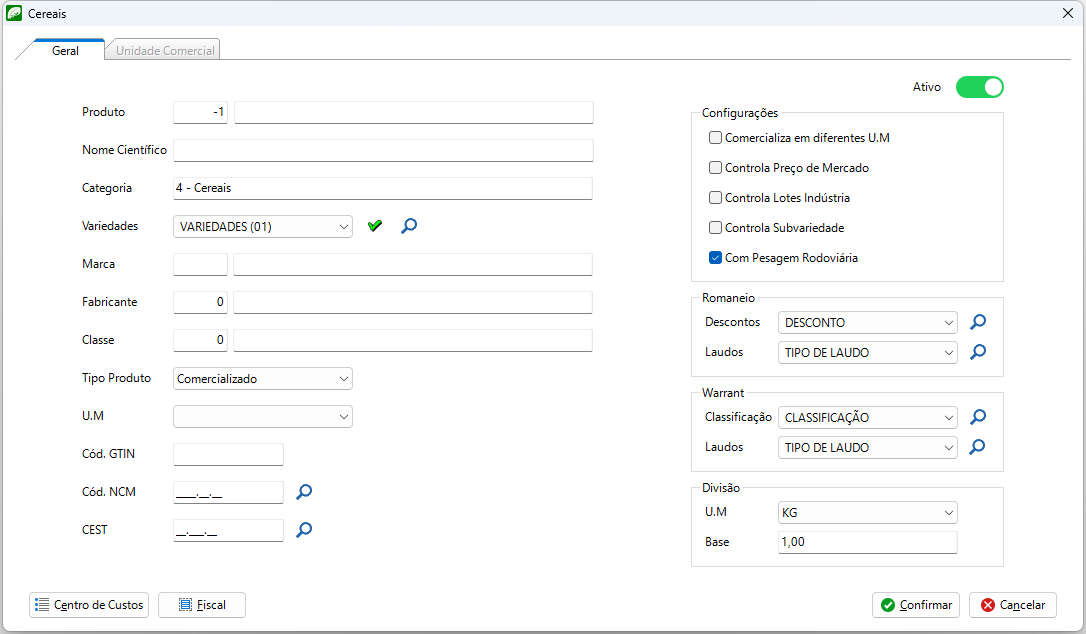 Cereais
Geral
Unidade Comercial
Ativo
Produto -1
Nome Científico
Categoria 4 - Cereais
Variedades VARIEDADES (01)
Marca
Fabricante 0
Classe 0
Tipo Produto Comercializado
U.M
Cód. GTIN
Cód. NCM ____.__.__
CEST __.___.__
Configurações
Comercializa em diferentes U.M
Controla Preço de Mercado
Controla Lotes Indústria
Controla Subvariedade
Com Pesagem Rodoviária
Romaneio
Descontos DESCONTO
Laudos TIPO DE LAUDO
Warrant
Classificação CLASSIFICAÇÃO
Laudos TIPO DE LAUDO
Divisão
U.M KG
Base 1,00
Centro de Custos
Fiscal
Confirmar
Cancelar